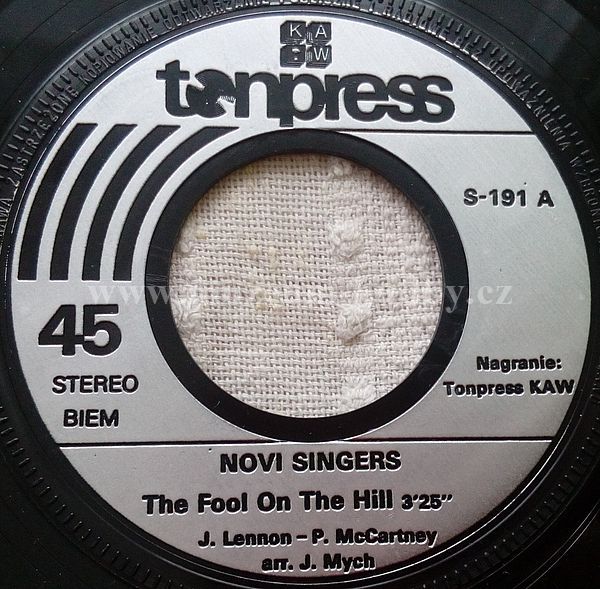 KAW
tonpress
S-191 A
45
STEREO
BIEM
Nagranie:
Tonpress KAW
NOVI SINGERS
The Fool On The Hill 3'25"
J. Lennon - P. McCartney
arr. J. Mych